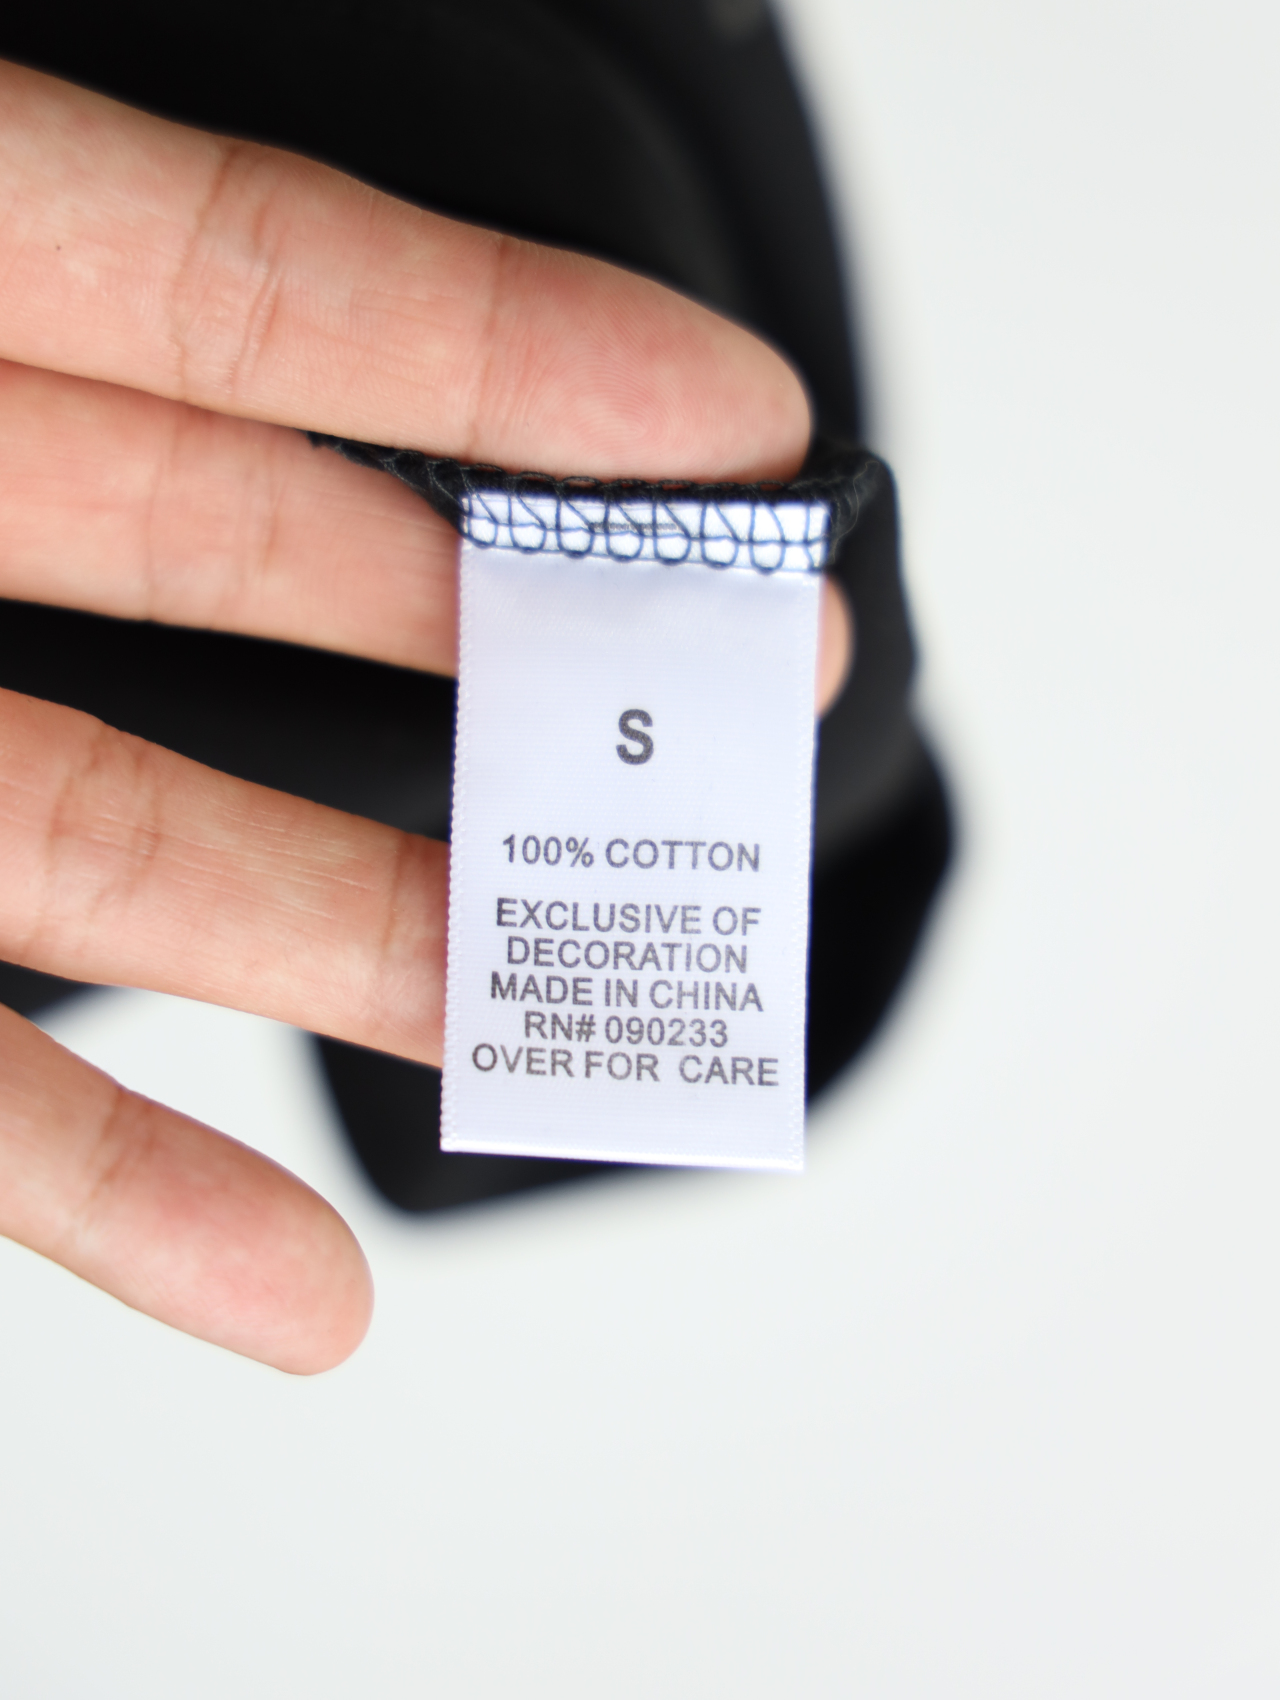 S
100% COTTON
EXCLUSIVE OF
DECORATION
MADE IN CHINA
RN# 090233
OVER FOR CARE